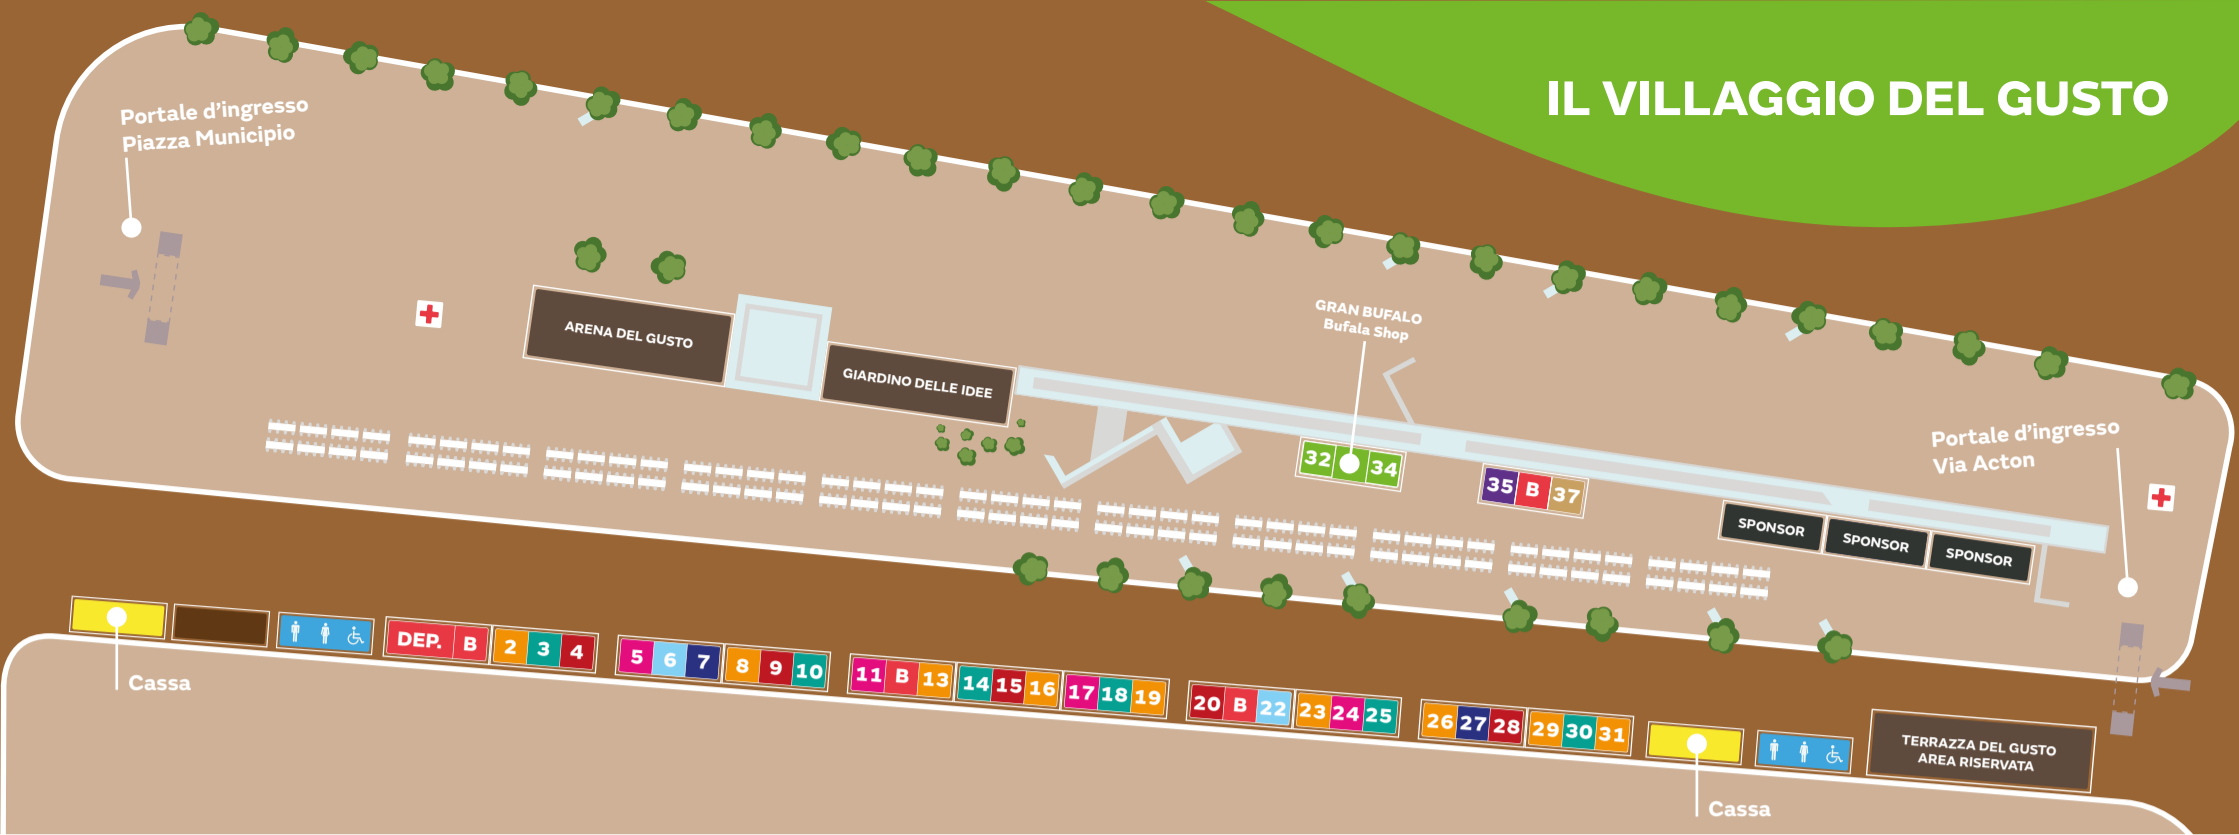 IL VILLAGGIO DEL GUSTO
Portale d’ingresso
Piazza Municipio
ARENA DEL GUSTO
GIARDINO DELLE IDEE
GRAN BUFALO
Bufala Shop
32 34
35 B 37
Portale d’ingresso
Via Acton
SPONSOR SPONSOR SPONSOR
Cassa
DEP. B 2 3 4
5 6 7 8 9 10
11 B 13 14 15 16 17 18 19
20 B 22 23 24 25
26 27 28 29 30 31
Cassa
TERRAZZA DEL GUSTO
AREA RISERVATA